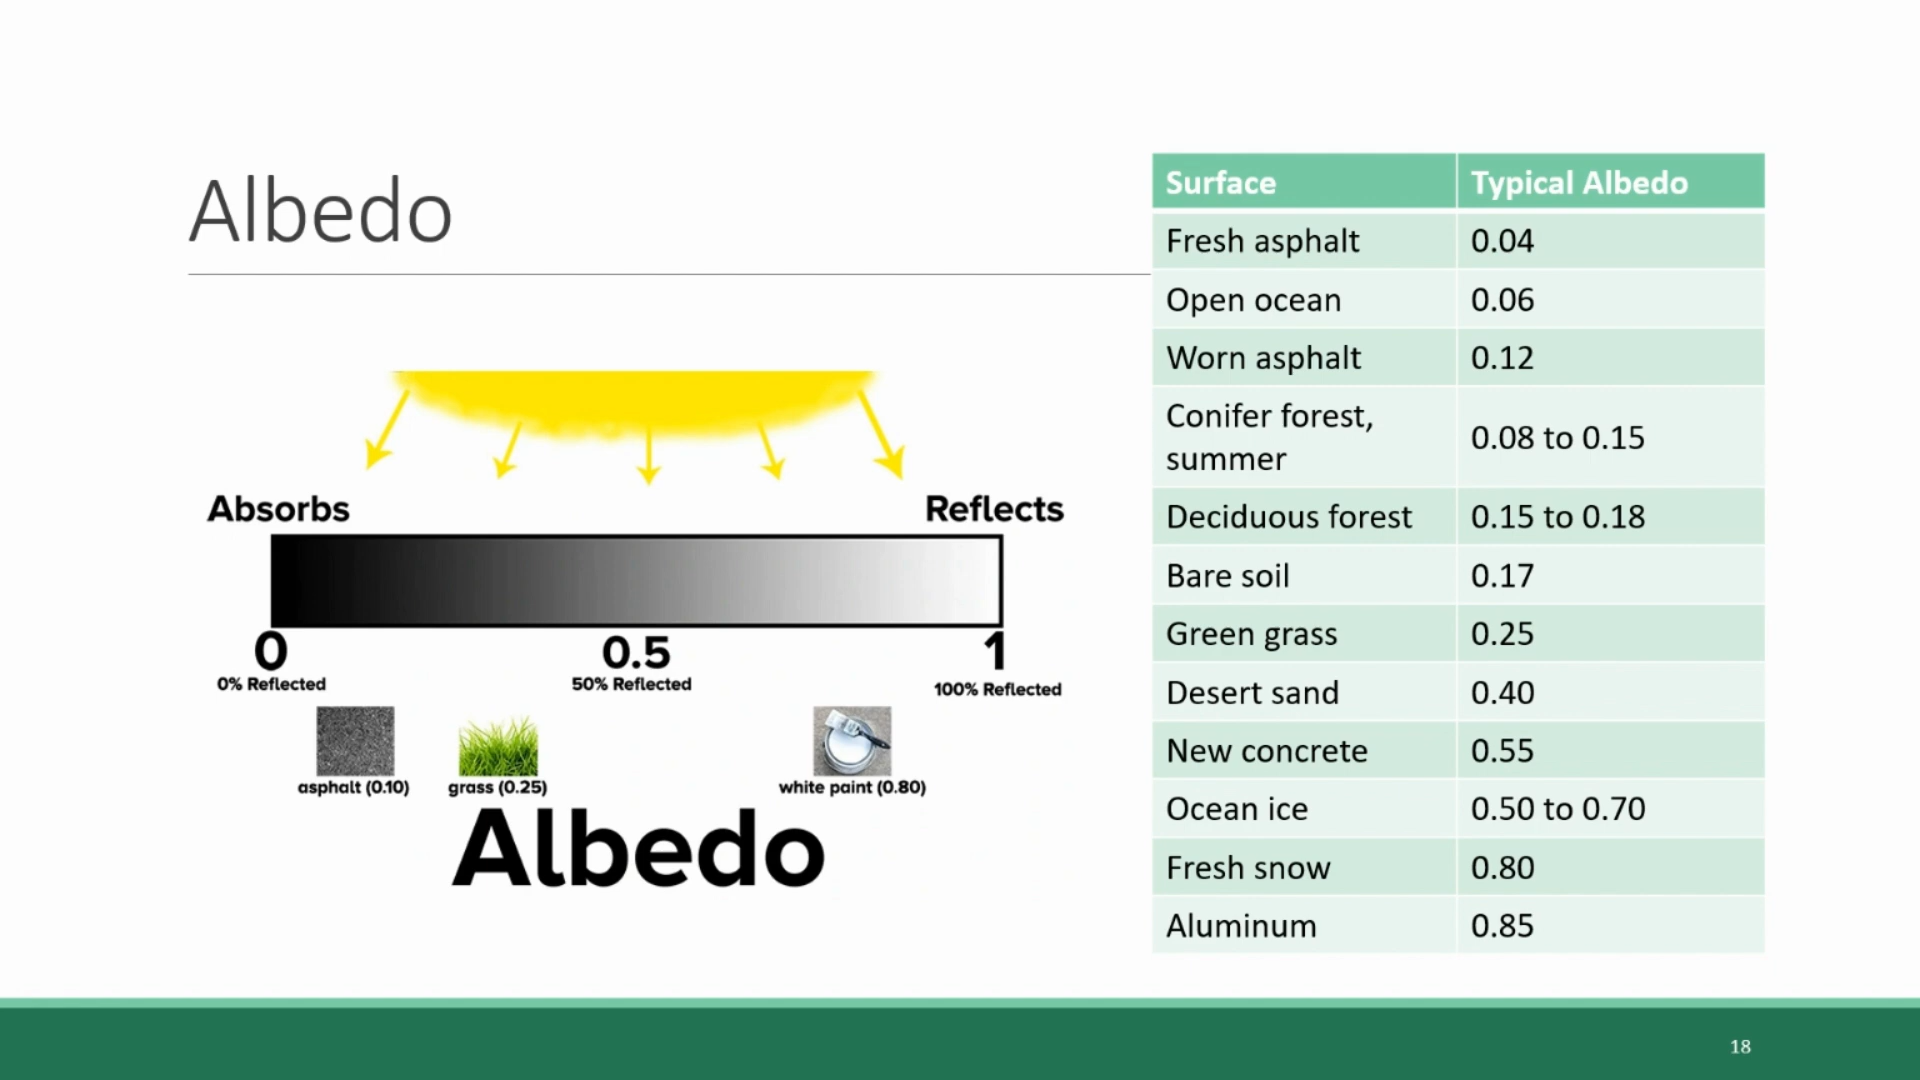 Albedo
Absorbs
Reflects
0
0.5
1
0% Reflected
50% Reflected
100% Reflected
asphalt (0.10)
grass (0.25)
white paint (0.80)
Albedo
Surface Typical Albedo
Fresh asphalt 0.04
Open ocean 0.06
Worn asphalt 0.12
Conifer forest,
summer 0.08 to 0.15
Deciduous forest 0.15 to 0.18
Bare soil 0.17
Green grass 0.25
Desert sand 0.40
New concrete 0.55
Ocean ice 0.50 to 0.70
Fresh snow 0.80
Aluminum 0.85
18